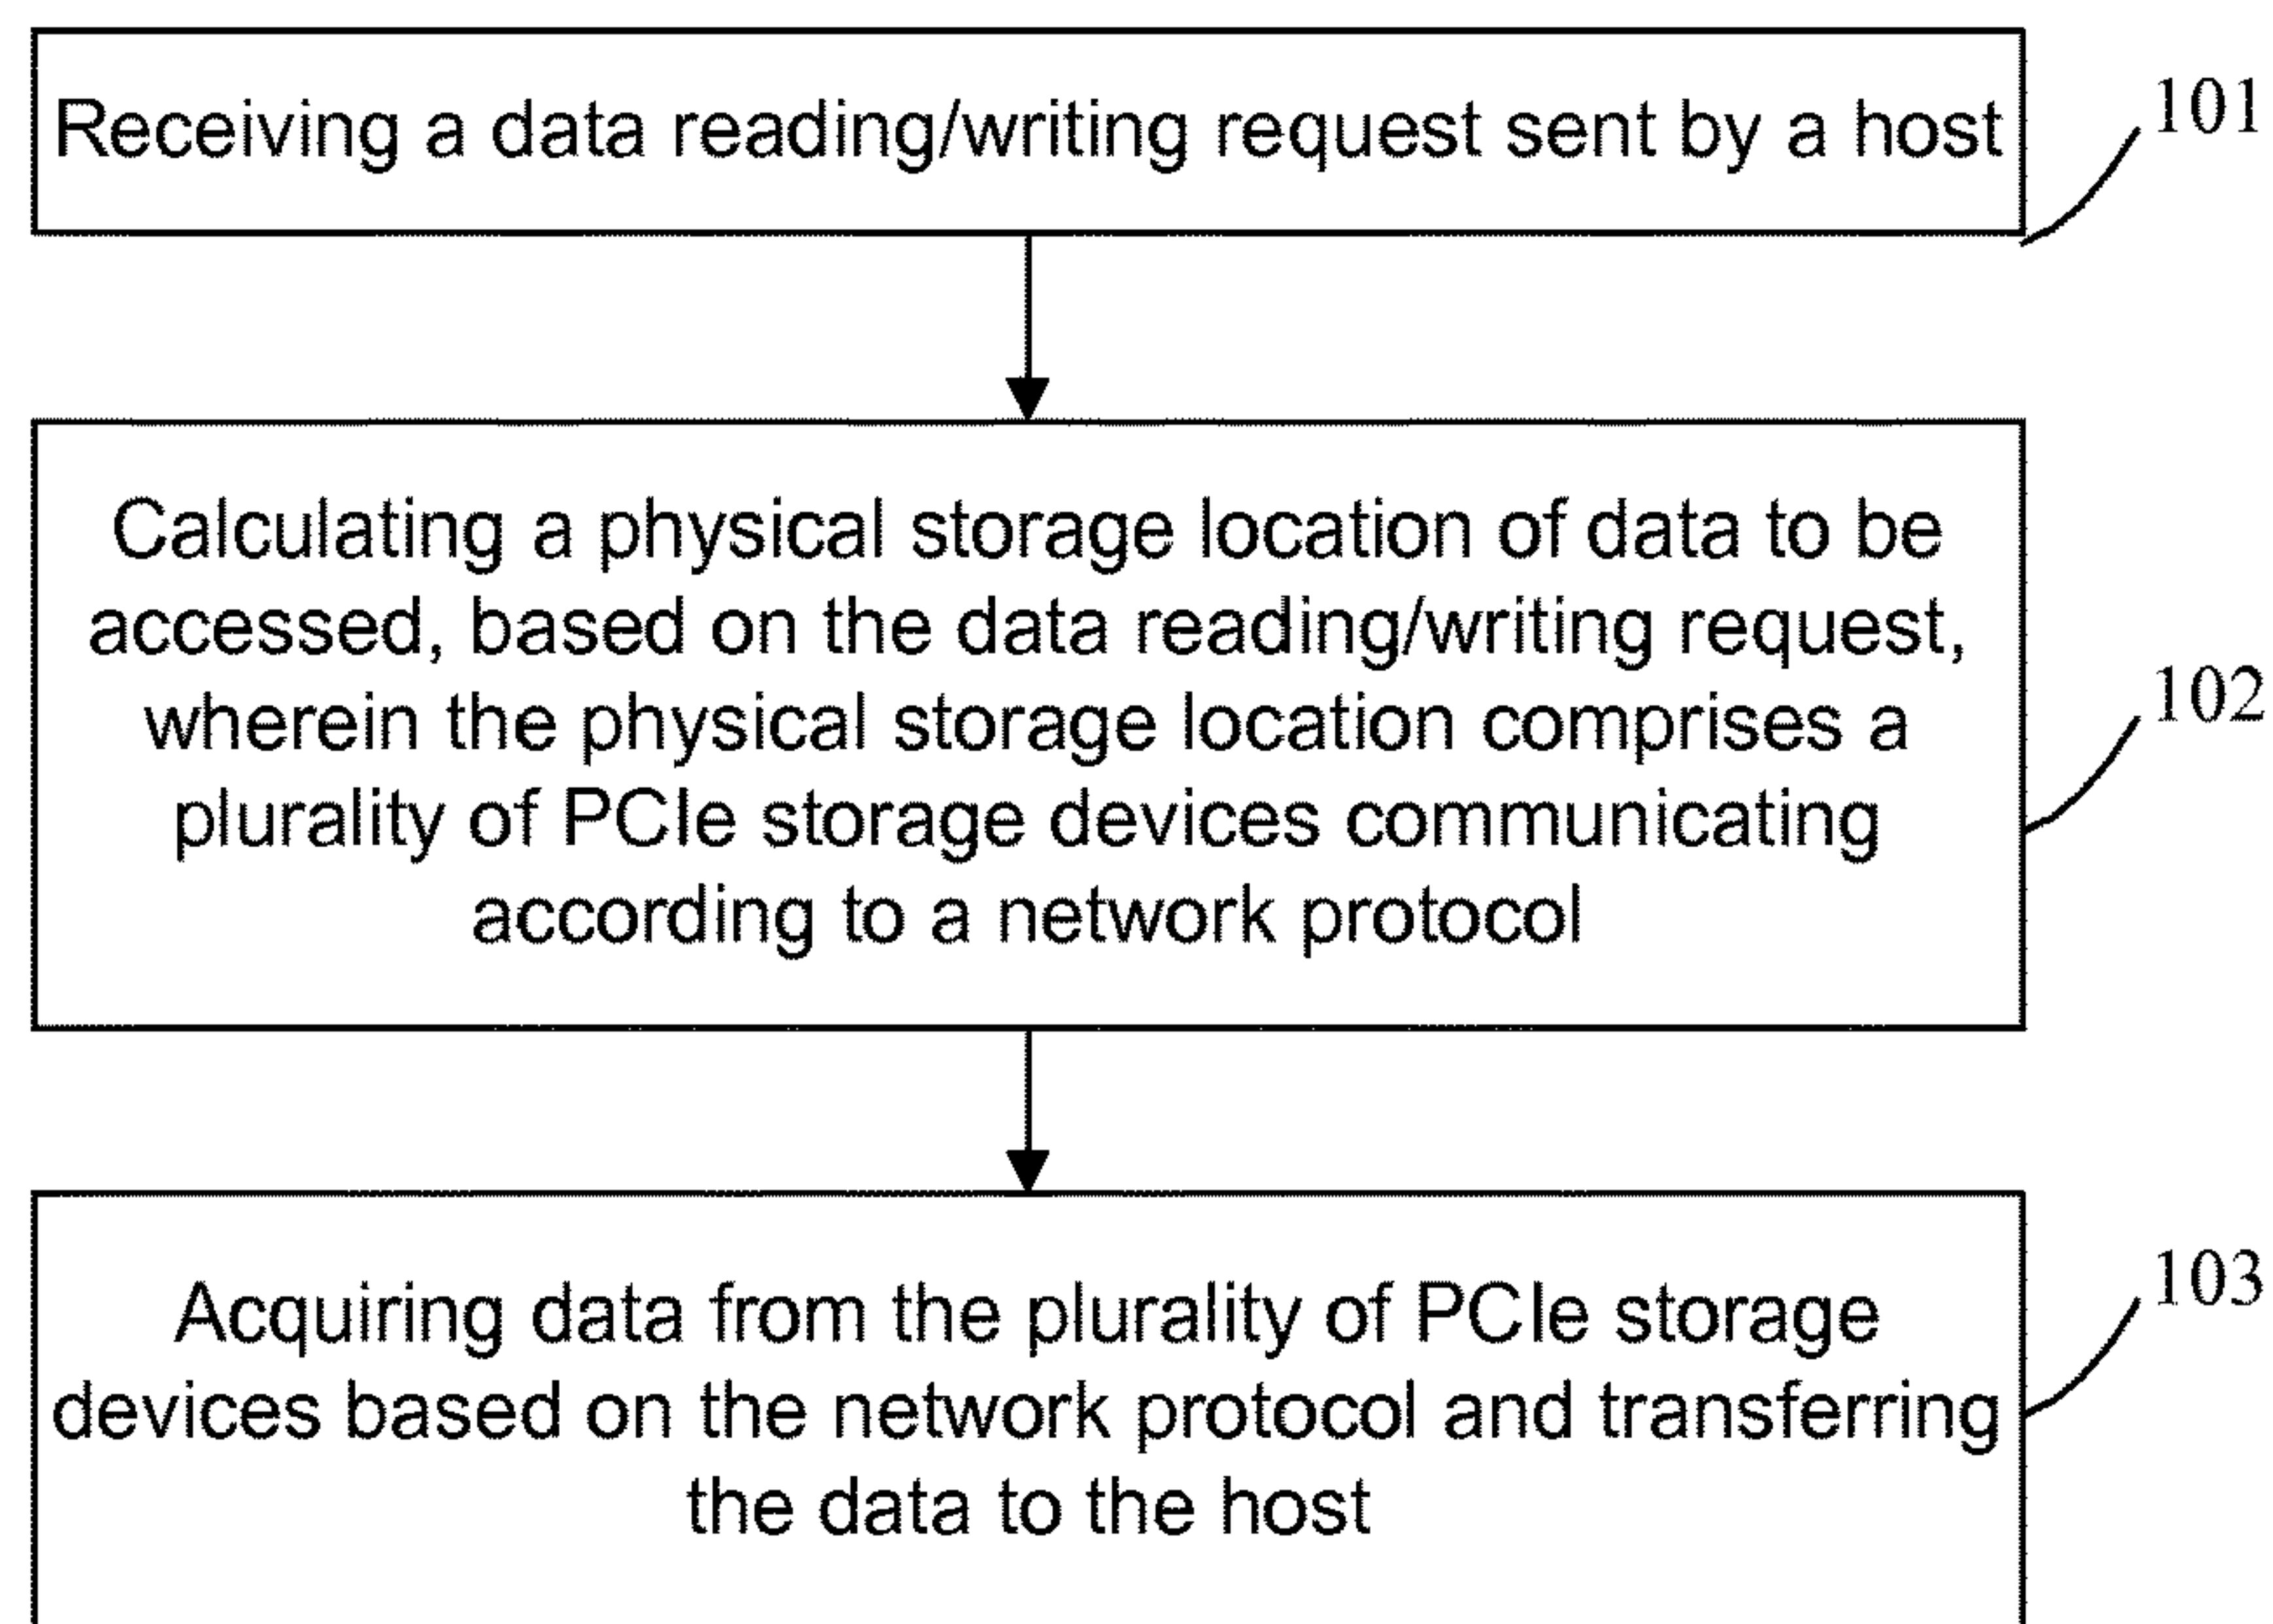 Receiving a data reading/writing request sent by a host
101
Calculating a physical storage location of data to be
accessed, based on the data reading/writing request,
wherein the physical storage location comprises a
plurality of PCIe storage devices communicating
according to a network protocol
102
Acquiring data from the plurality of PCIe storage
devices based on the network protocol and transferring
the data to the host
103